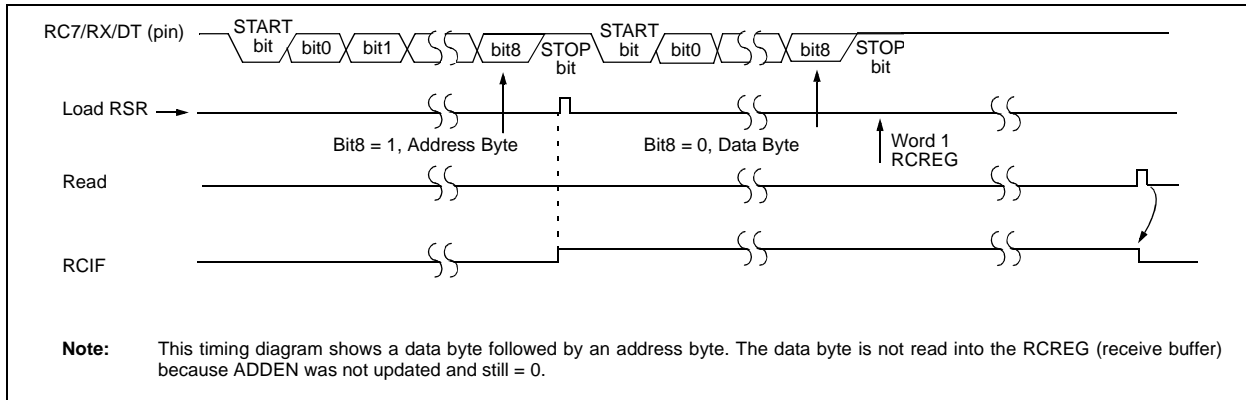 RC7/RX/DT (pin)
START
bit
bit0
bit1
bit8
STOP
bit
START
bit
bit0
bit8
STOP
bit
Load RSR
Bit8 = 1, Address Byte
Bit8 = 0, Data Byte
Word 1
RCREG
Read
RCIF
Note: This timing diagram shows a data byte followed by an address byte. The data byte is not read into the RCREG (receive buffer)
because ADDEN was not updated and still = 0.